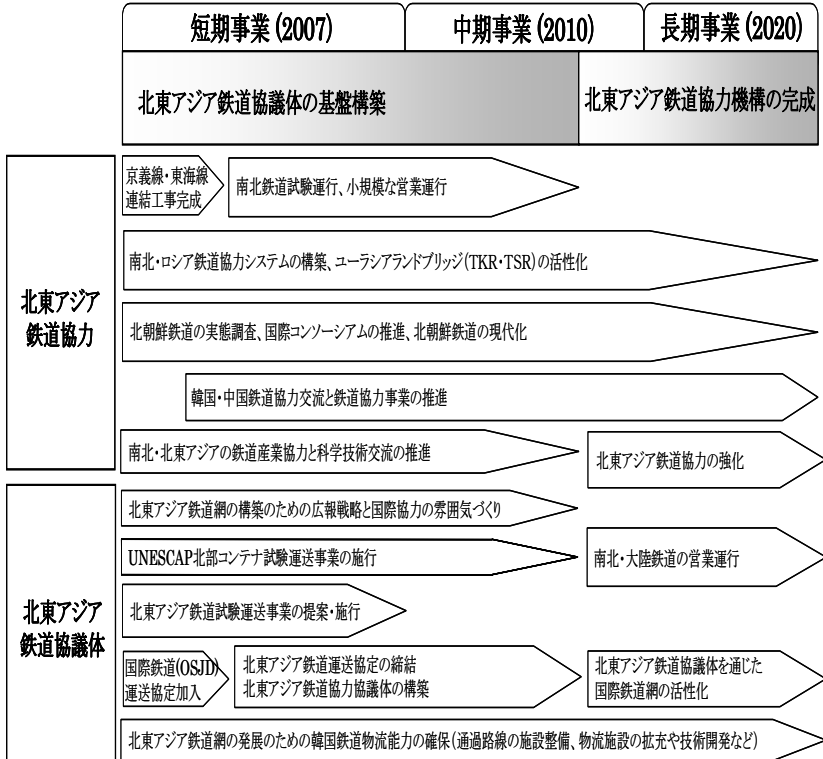 短期事業(2007)
中期事業(2010)
長期事業(2020)
北東アジア鉄道協議体の基盤構築
北東アジア鉄道協力機構の完成
北東アジア
鉄道協力
京義線・東海線
連結工事完成
南北鉄道試験運行、小規模な営業運行
南北・ロシア鉄道協力システムの構築、ユーラシアランドブリッジ(TKR・TSR)の活性化
北朝鮮鉄道の実態調査、国際コンソーシアムの推進、北朝鮮鉄道の現代化
韓国・中国鉄道協力交流と鉄道協力事業の推進
南北・北東アジアの鉄道産業協力と科学技術交流の推進
北東アジア鉄道協力の強化
北東アジア
鉄道協議体
北東アジア鉄道網の構築のための広報戦略と国際協力の雰囲気づくり
UNESCAP北部コンテナ試験運送事業の施行
南北・大陸鉄道の営業運行
北東アジア鉄道試験運送事業の提案・施行
国際鉄道(OSJD)
運送協定加入
北東アジア鉄道運送協定の締結
北東アジア鉄道協力協議体の構築
北東アジア鉄道協議体を通じた
国際鉄道網の活性化
北東アジア鉄道網の発展のための韓国鉄道物流能力の確保(通過路線の施設整備、物流施設の拡充や技術開発など)